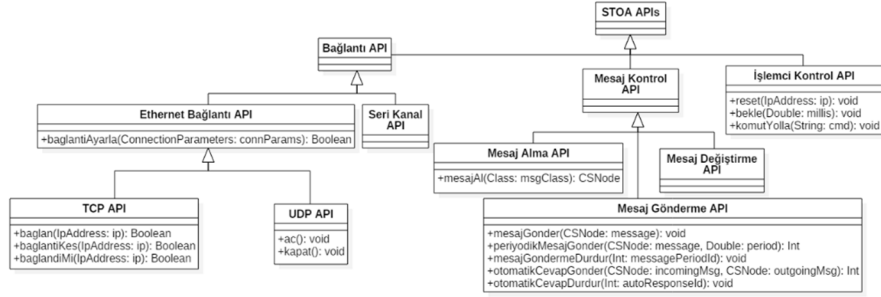 STOA APIs
Bağlantı API
Mesaj Kontrol
API
İşlemci Kontrol API
+reset(IpAddress: ip): void
+bekle(Double: millis): void
+komutYolla(String: cmd): void
Ethernet Bağlantı API
+baglantiAyarla(ConnectionParameters: connParams): Boolean
Seri Kanal
API
Mesaj Alma API
+mesajAl(Class: msgClass): CSNode
Mesaj Değiştirme
API
TCP API
+baglan(IpAddress: ip): Boolean
+baglantiKes(IpAddress: ip): Boolean
+baglandiMi(IpAddress: ip): Boolean
UDP API
+ac(): void
+kapat(): void
Mesaj Gönderme API
+mesajGonder(CSNode: message): void
+periyodikMesajGonder(CSNode: message, Double: period): Int
+mesajGondermeDurdur(Int: messagePeriodId): void
+otomatikCevapGonder(CSNode: incomingMsg, CSNode: outgoingMsg): Int
+otomatikCevapDurdur(Int: autoResponseId): void